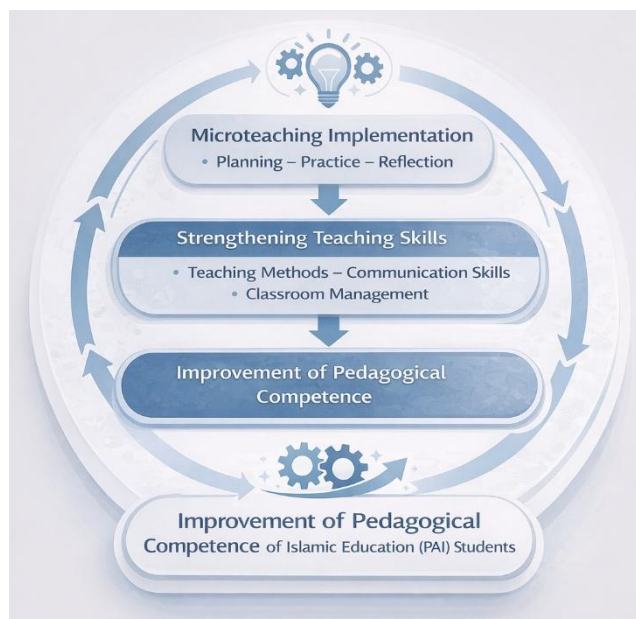 Microteaching Implementation
• Planning – Practice – Reflection
Strengthening Teaching Skills
• Teaching Methods – Communication Skills
• Classroom Management
Improvement of Pedagogical
Competence
Improvement of Pedagogical
Competence of Islamic Education (PAI) Students